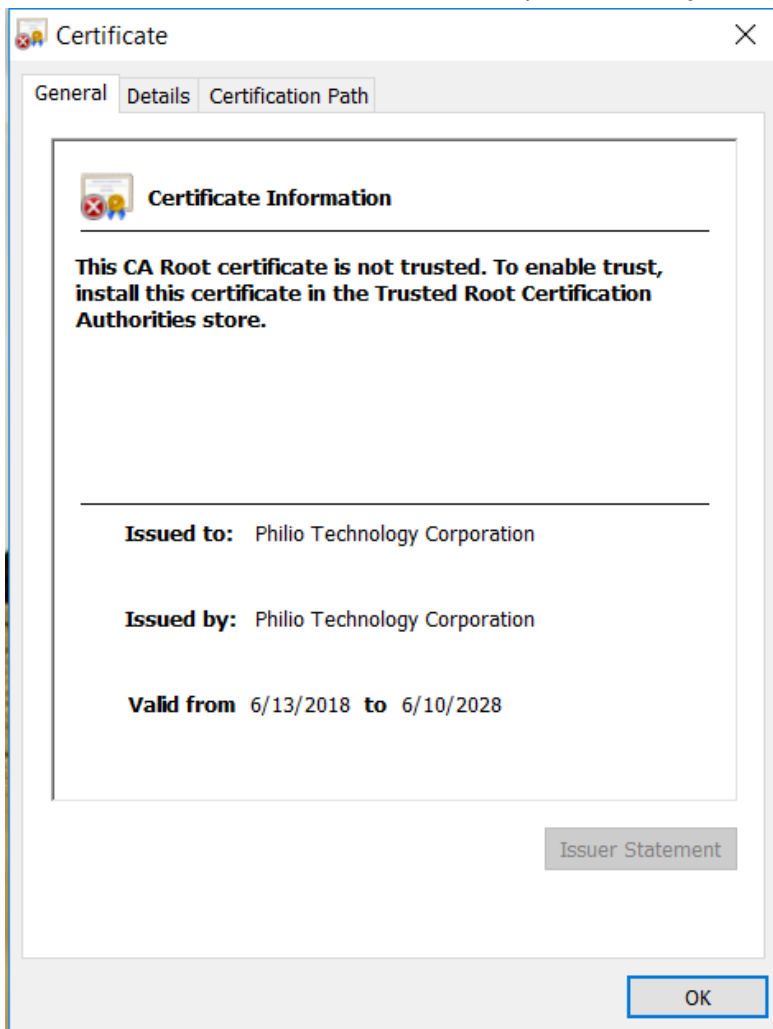 Certificate
General Details Certification Path
Certificate Information
This CA Root certificate is not trusted. To enable trust,
install this certificate in the Trusted Root Certification
Authorities store.
Issued to: Philio Technology Corporation
Issued by: Philio Technology Corporation
Valid from 6/13/2018 to 6/10/2028
Issuer Statement
OK